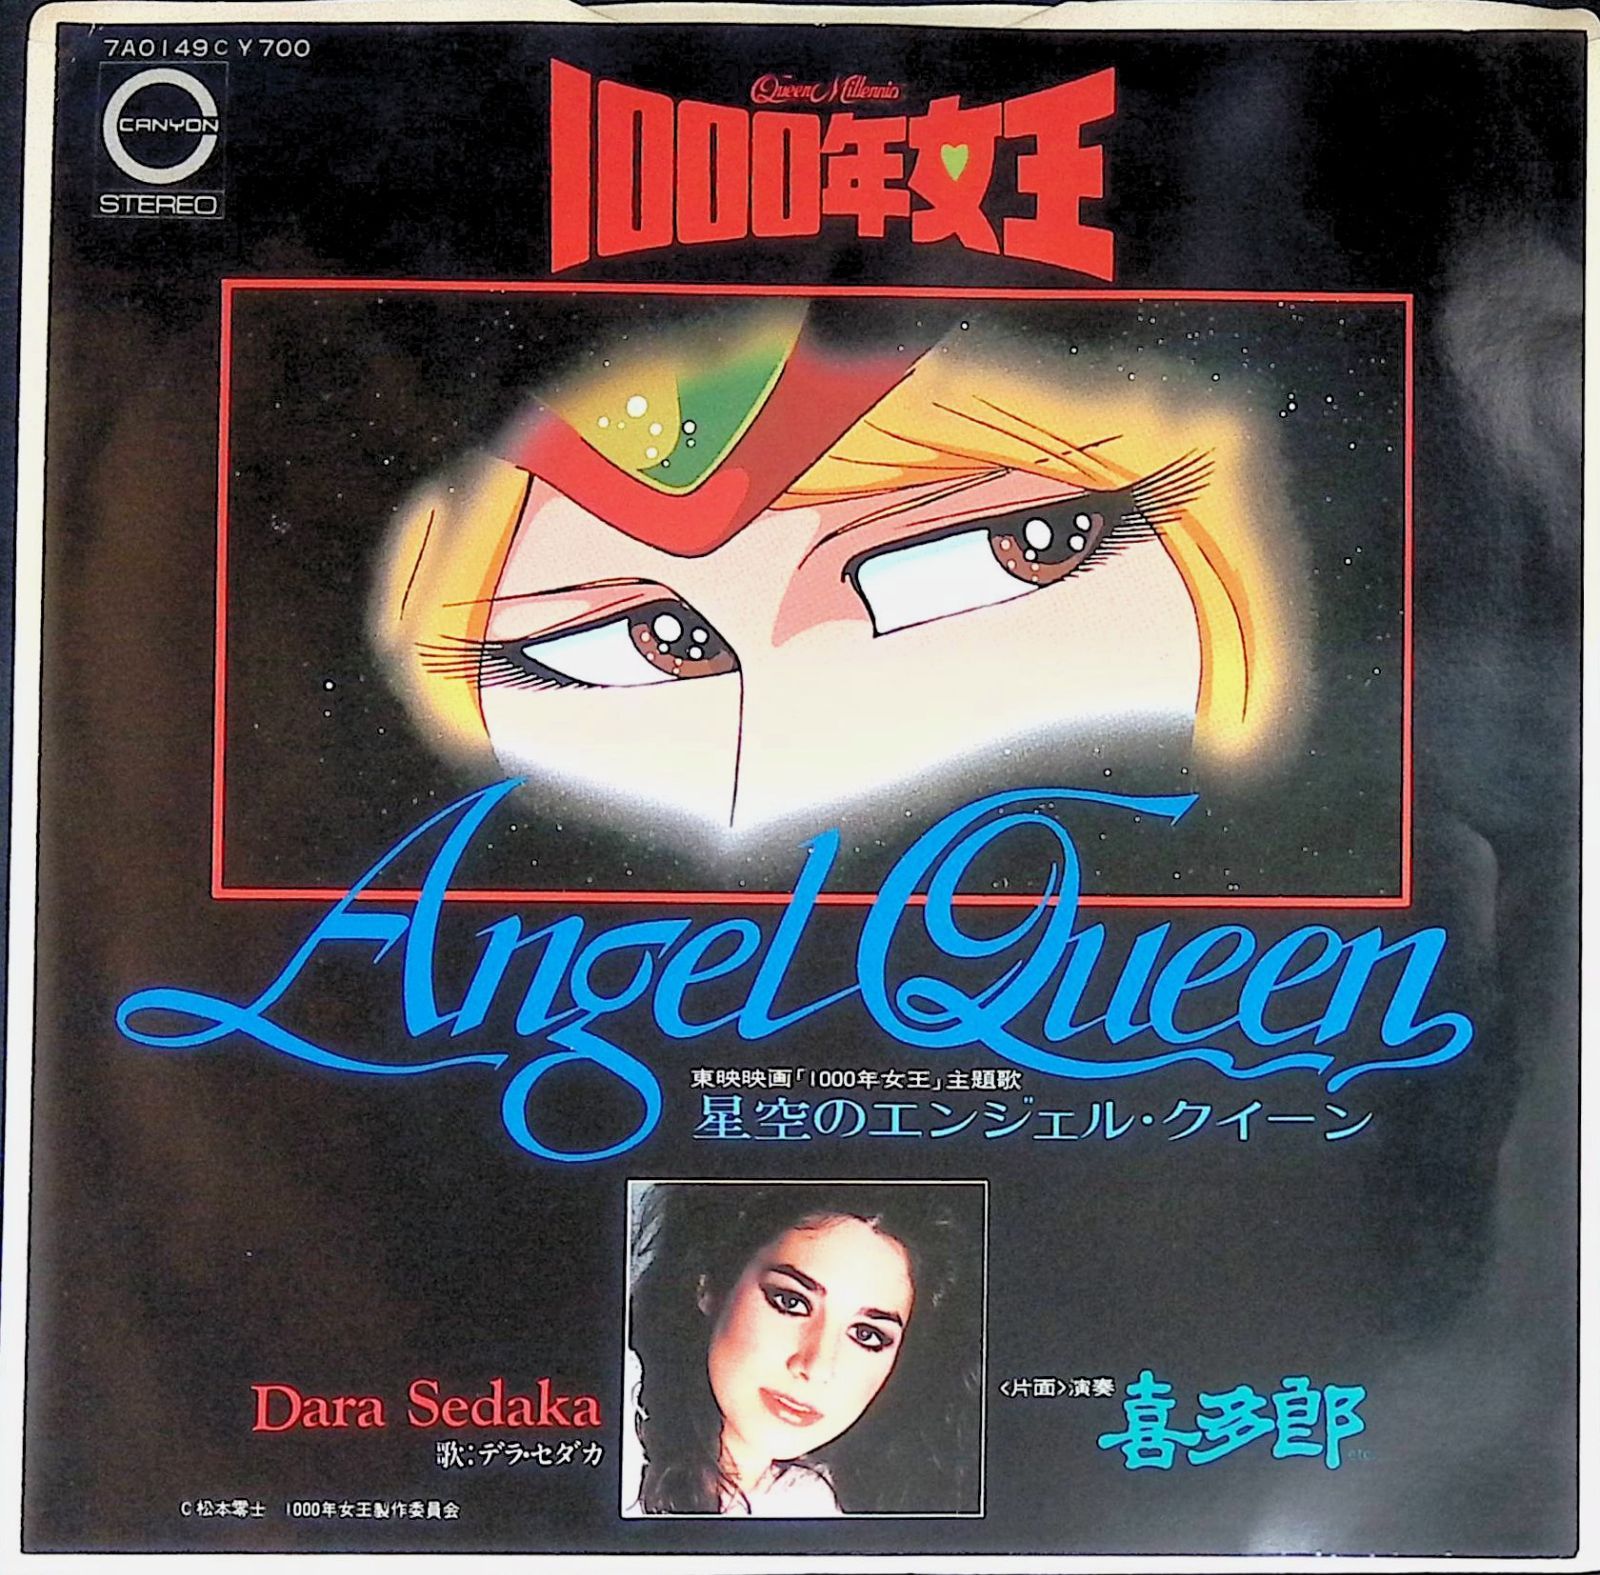 7A0149C ¥700
CANYON
STEREO
Queen Millennia
1000年女王
Angel Queen
東映映画「1000年女王」主題歌
星空のエンジェル・クイーン
Dara Sedaka
歌:デラ・セダカ
<片面>演奏 喜多郎 etc.
©松本零士 1000年女王製作委員会